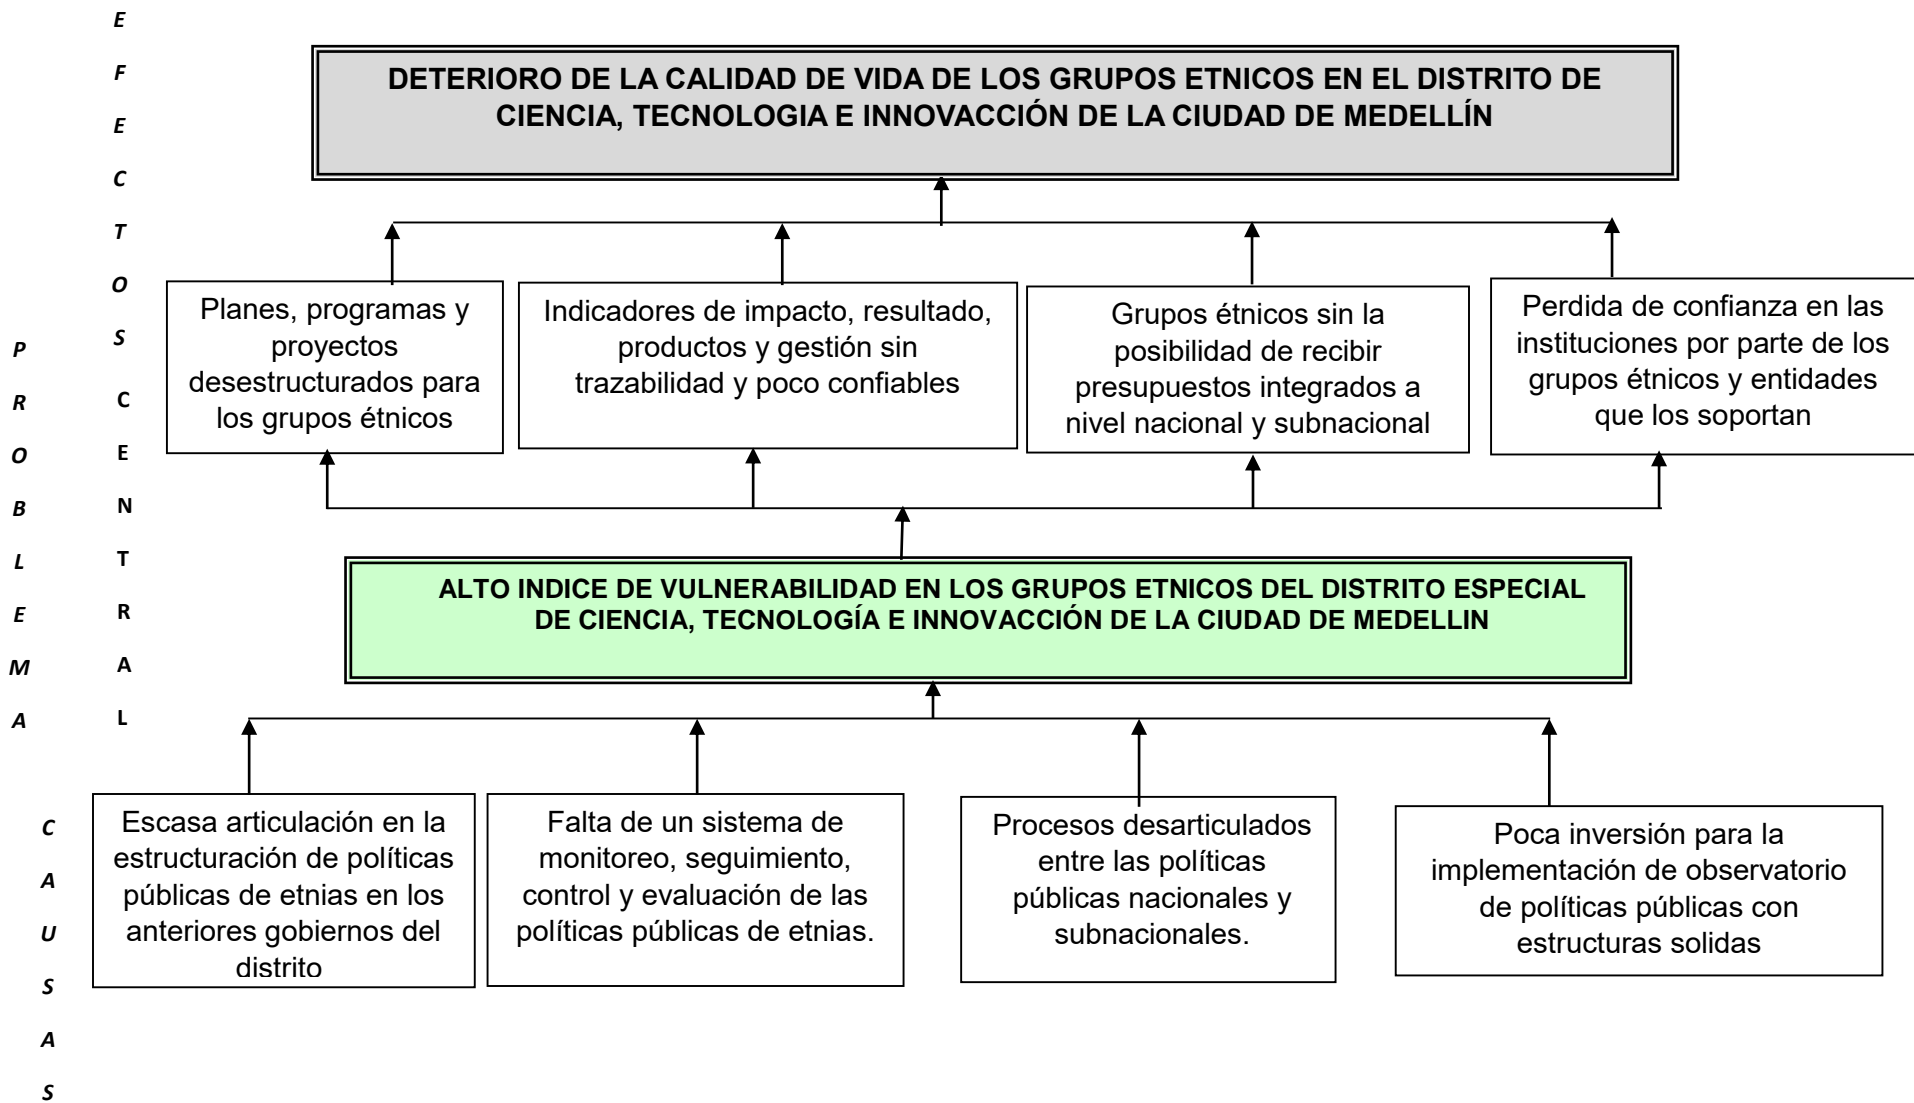 EFECTOS
DETERIORO DE LA CALIDAD DE VIDA DE LOS GRUPOS ETNICOS EN EL DISTRITO DE
CIENCIA, TECNOLOGIA E INNOVACCIÓN DE LA CIUDAD DE MEDELLÍN
Planes, programas y
proyectos
desestructurados para
los grupos étnicos
Indicadores de impacto, resultado,
productos y gestión sin
trazabilidad y poco confiables
Grupos étnicos sin la
posibilidad de recibir
presupuestos integrados a
nivel nacional y subnacional
Perdida de confianza en las
instituciones por parte de los
grupos étnicos y entidades
que los soportan
PROBLEMA
CENTRAL
ALTO INDICE DE VULNERABILIDAD EN LOS GRUPOS ETNICOS DEL DISTRITO ESPECIAL
DE CIENCIA, TECNOLOGÍA E INNOVACCIÓN DE LA CIUDAD DE MEDELLIN
CAUSAS
Escasa articulación en la
estructuración de políticas
públicas de etnias en los
anteriores gobiernos del
distrito
Falta de un sistema de
monitoreo, seguimiento,
control y evaluación de las
políticas públicas de etnias.
Procesos desarticulados
entre las políticas
públicas nacionales y
subnacionales.
Poca inversión para la
implementación de observatorio
de políticas públicas con
estructuras solidas